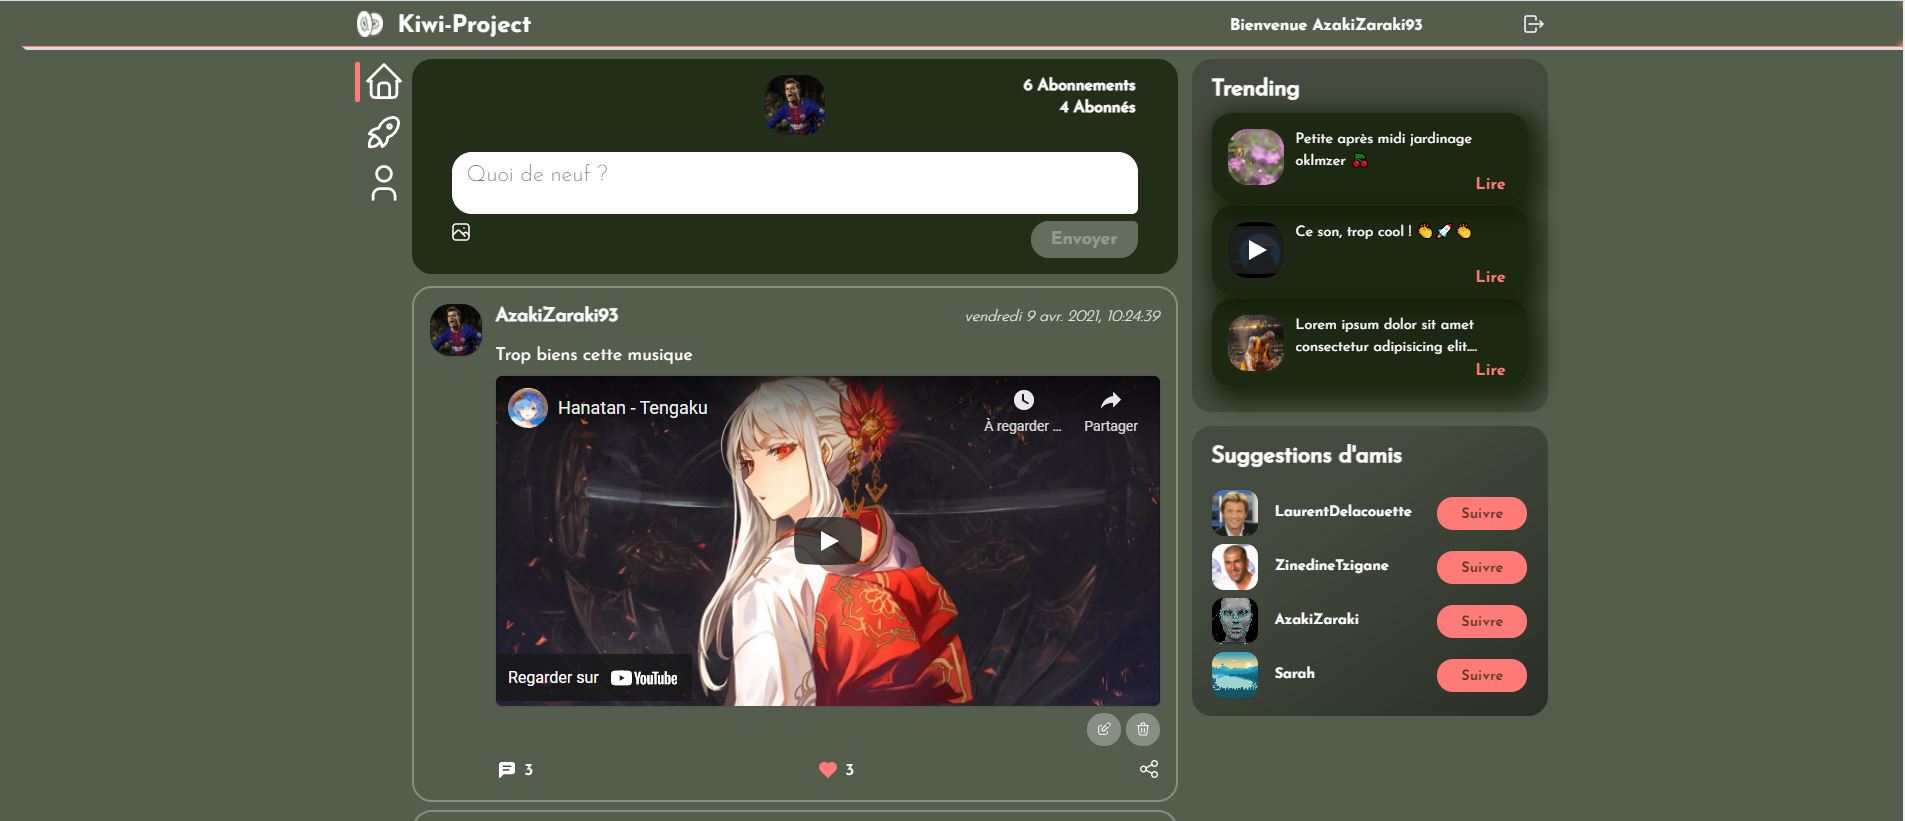 Kiwi-Project
Bienvenue AzakiZaraki93
6 Abonnements
4 Abonnés
Quoi de neuf ?
Envoyer
AzakiZaraki93
vendredi 9 avr. 2021, 10:24:39
Trop biens cette musique
Hanatan - Tengaku
À regarder ...
Partager
Regarder sur YouTube
3
3
Trending
Petite après midi jardinage
oklmzer 🍒
Lire
Ce son, trop cool ! 👏🚀👏
Lire
Lorem ipsum dolor sit amet
consectetur adipisicing elit....
Lire
Suggestions d'amis
LaurentDelacouette
Suivre
ZinedineTzigane
Suivre
AzakiZaraki
Suivre
Sarah
Suivre